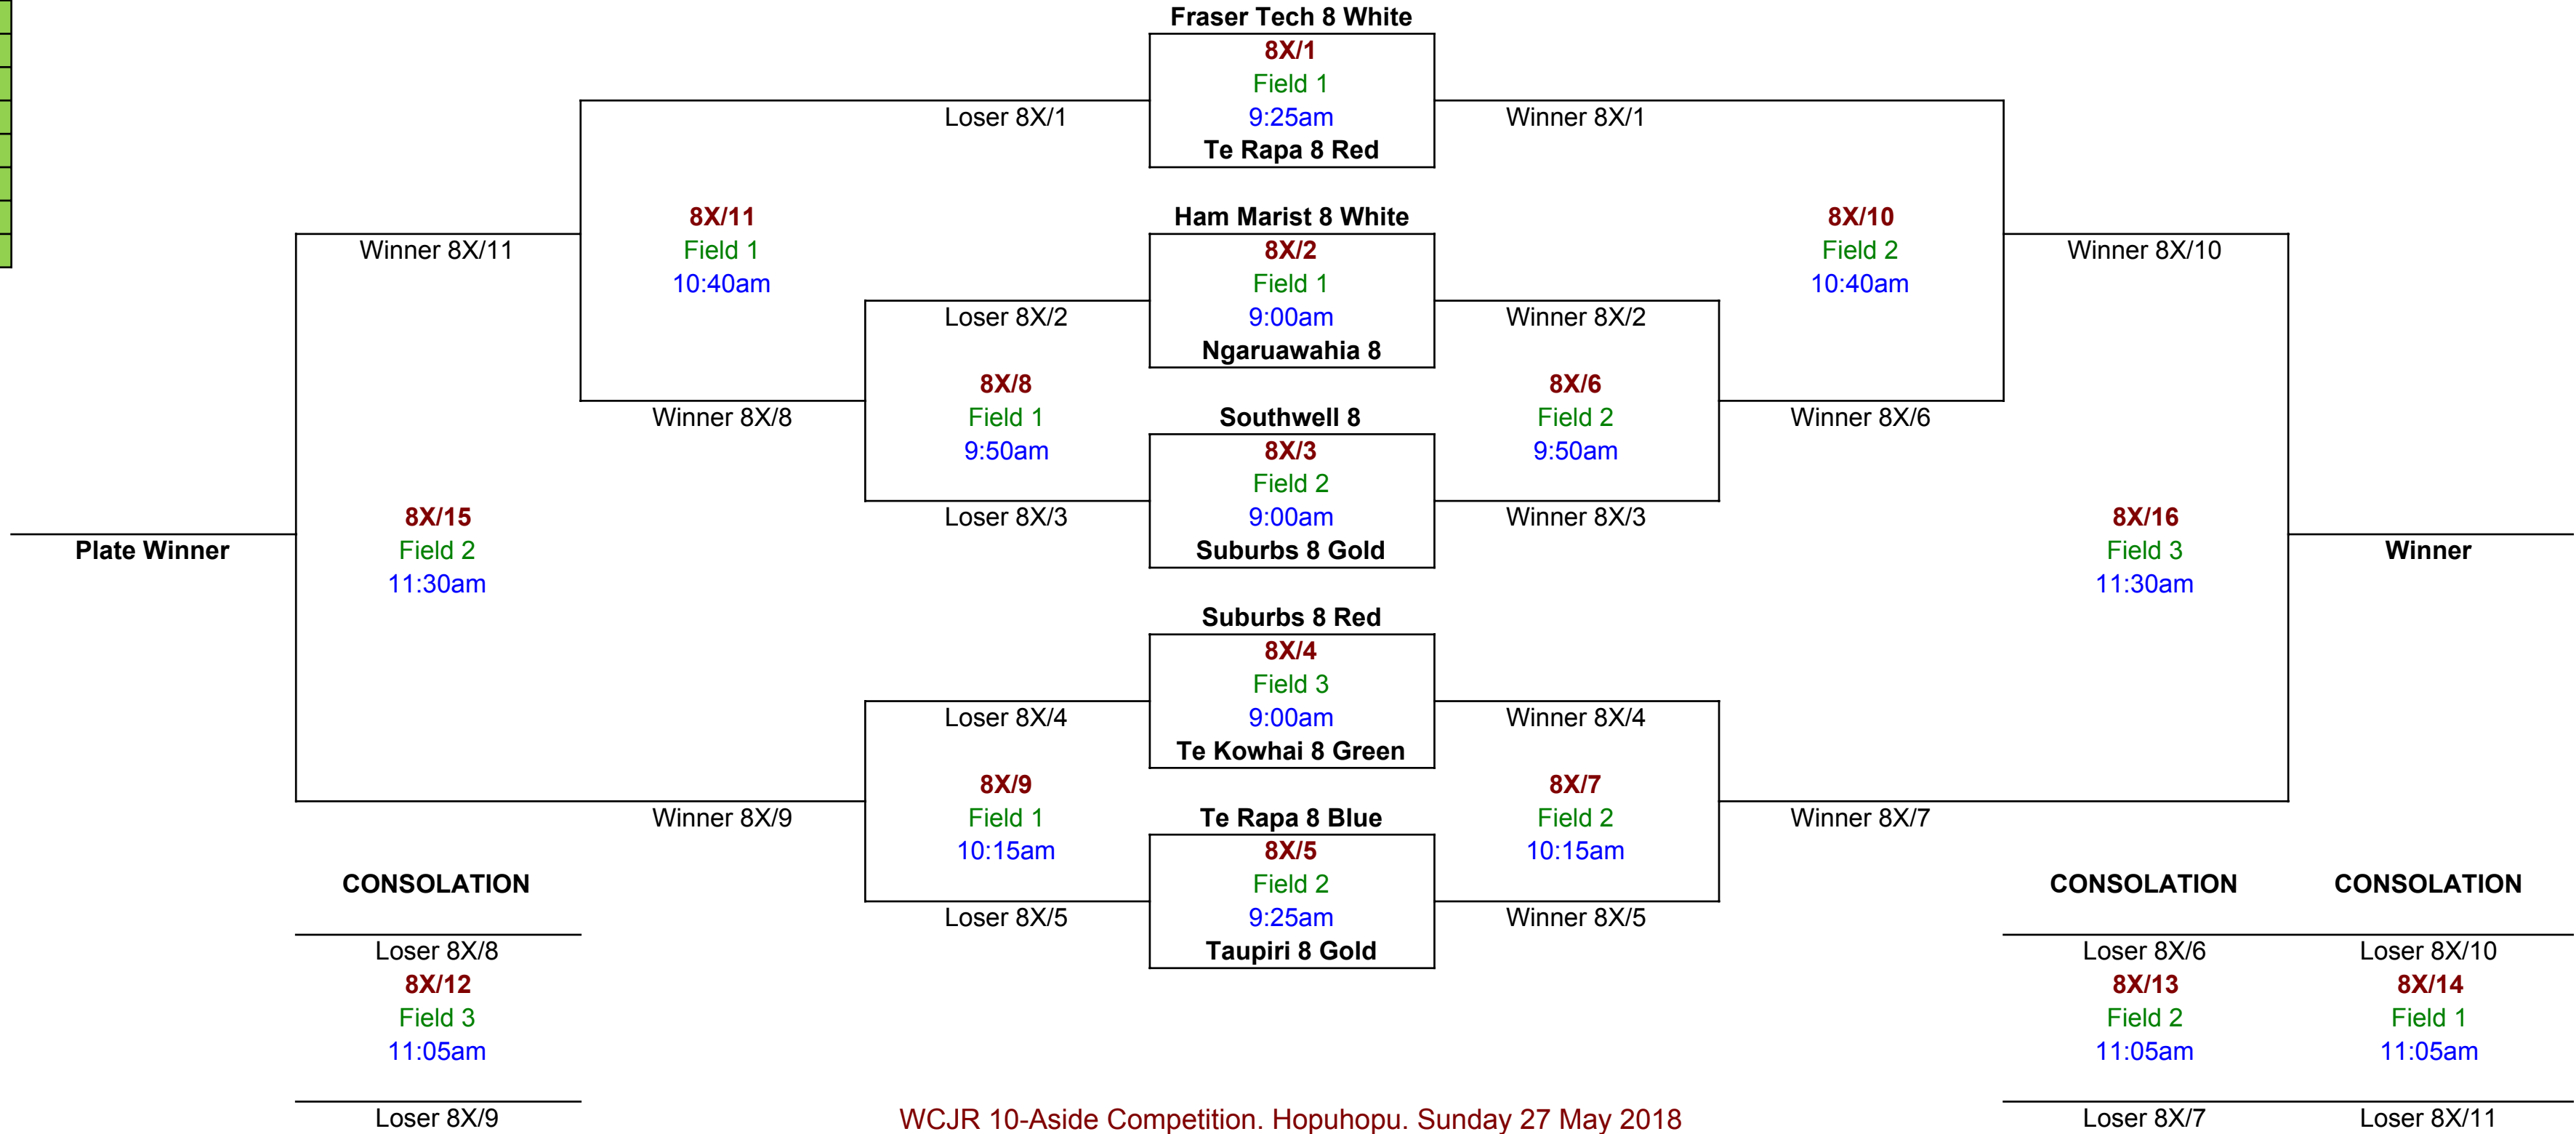 Fraser Tech 8 White
8X/1
Field 1
Loser 8X/1 9:25am Winner 8X/1
Te Rapa 8 Red
8X/11 Ham Marist 8 White 8X/10
Winner 8X/11 Field 1 8X/2 Field 2 Winner 8X/10
10:40am Field 1 10:40am
Loser 8X/2 9:00am Winner 8X/2
Ngaruawahia 8
8X/8 8X/6
Winner 8X/8 Field 1 Southwell 8 Field 2 Winner 8X/6
9:50am 8X/3 9:50am
Field 2
8X/15 Loser 8X/3 9:00am Winner 8X/3 8X/16
Plate Winner Field 2 Suburbs 8 Gold Field 3 Winner
11:30am 11:30am
Suburbs 8 Red
8X/4
Field 3
Loser 8X/4 9:00am Winner 8X/4
Te Kowhai 8 Green
8X/9 8X/7
Winner 8X/9 Field 1 Te Rapa 8 Blue Field 2 Winner 8X/7
10:15am 8X/5 10:15am
CONSOLATION Field 2 CONSOLATION CONSOLATION
Loser 8X/5 9:25am Winner 8X/5
Loser 8X/8 Taupiri 8 Gold Loser 8X/6 Loser 8X/10
8X/12 8X/13 8X/14
Field 3 Field 2 Field 1
11:05am 11:05am 11:05am
Loser 8X/9 WCJR 10-Aside Competition. Hopuhopu. Sunday 27 May 2018 Loser 8X/7 Loser 8X/11